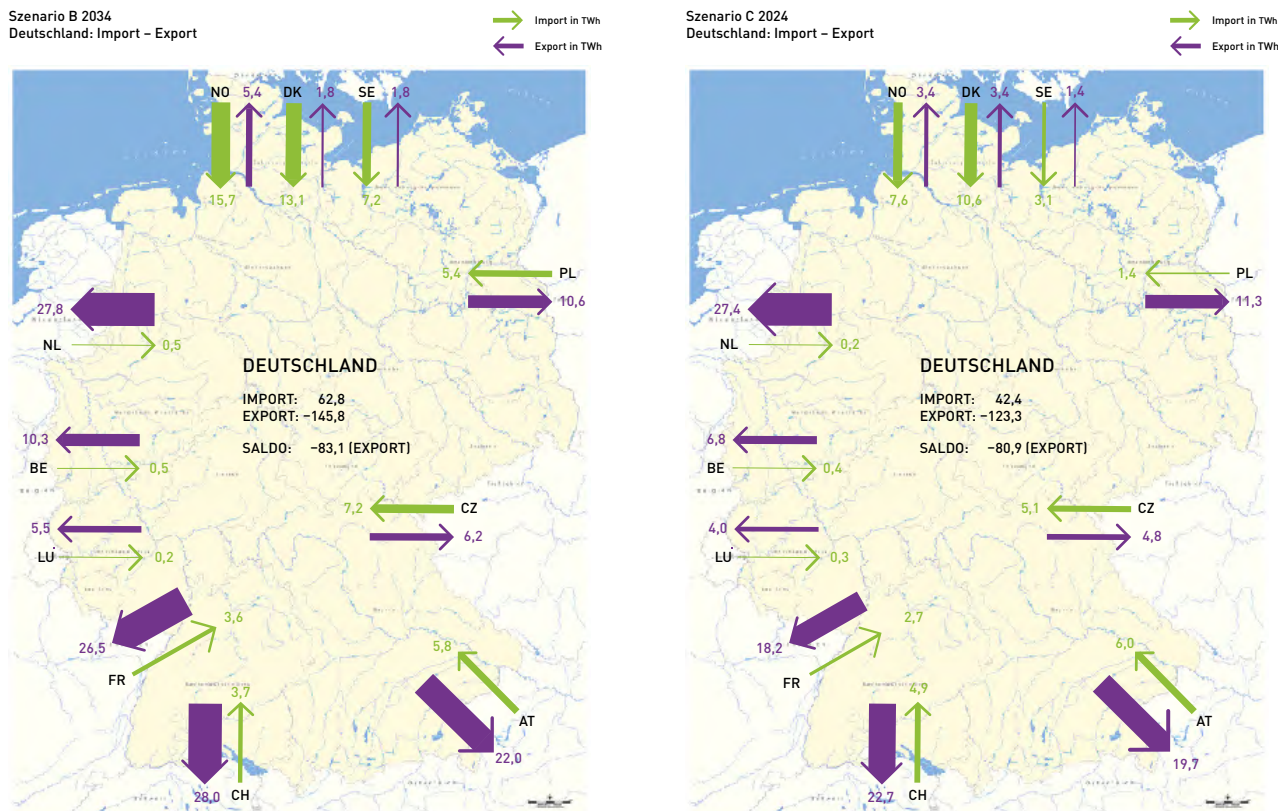 Szenario B 2034
Deutschland: Import – Export
Import in TWh
Export in TWh
NO 5,4 DK 1,8 SE 1,8
15,7 13,1 7,2
5,4 PL
10,6
27,8
NL 0,5
DEUTSCHLAND
IMPORT: 62,8
EXPORT: –145,8
SALDO: –83,1 (EXPORT)
10,3
BE 0,5
7,2 CZ
6,2
5,5
LU 0,2
3,6
26,5
FR
5,8
AT
22,0
3,7
28,0 CH
Szenario C 2024
Deutschland: Import – Export
Import in TWh
Export in TWh
NO 3,4 DK 3,4 SE 1,4
7,6 10,6 3,1
1,4 PL
11,3
27,4
NL 0,2
DEUTSCHLAND
IMPORT: 42,4
EXPORT: –123,3
SALDO: –80,9 (EXPORT)
6,8
BE 0,4
5,1 CZ
4,8
4,0
LU 0,3
2,7
18,2
FR
6,0
AT
19,7
4,9
22,7 CH